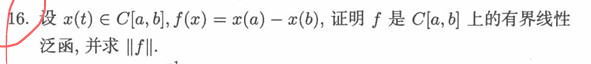 16. 设 x(t) ∈ C[a, b], f(x) = x(a) − x(b), 证明 f 是 C[a, b] 上的有界线性
泛函, 并求 ‖f‖.